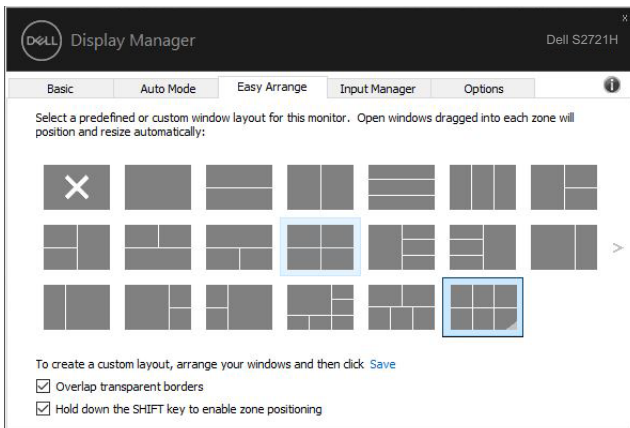 x
DELL Display Manager Dell S2721H
Basic Auto Mode Easy Arrange Input Manager Options
Select a predefined or custom window layout for this monitor. Open windows dragged into each zone will
position and resize automatically:
To create a custom layout, arrange your windows and then click Save
Overlap transparent borders
Hold down the SHIFT key to enable zone positioning